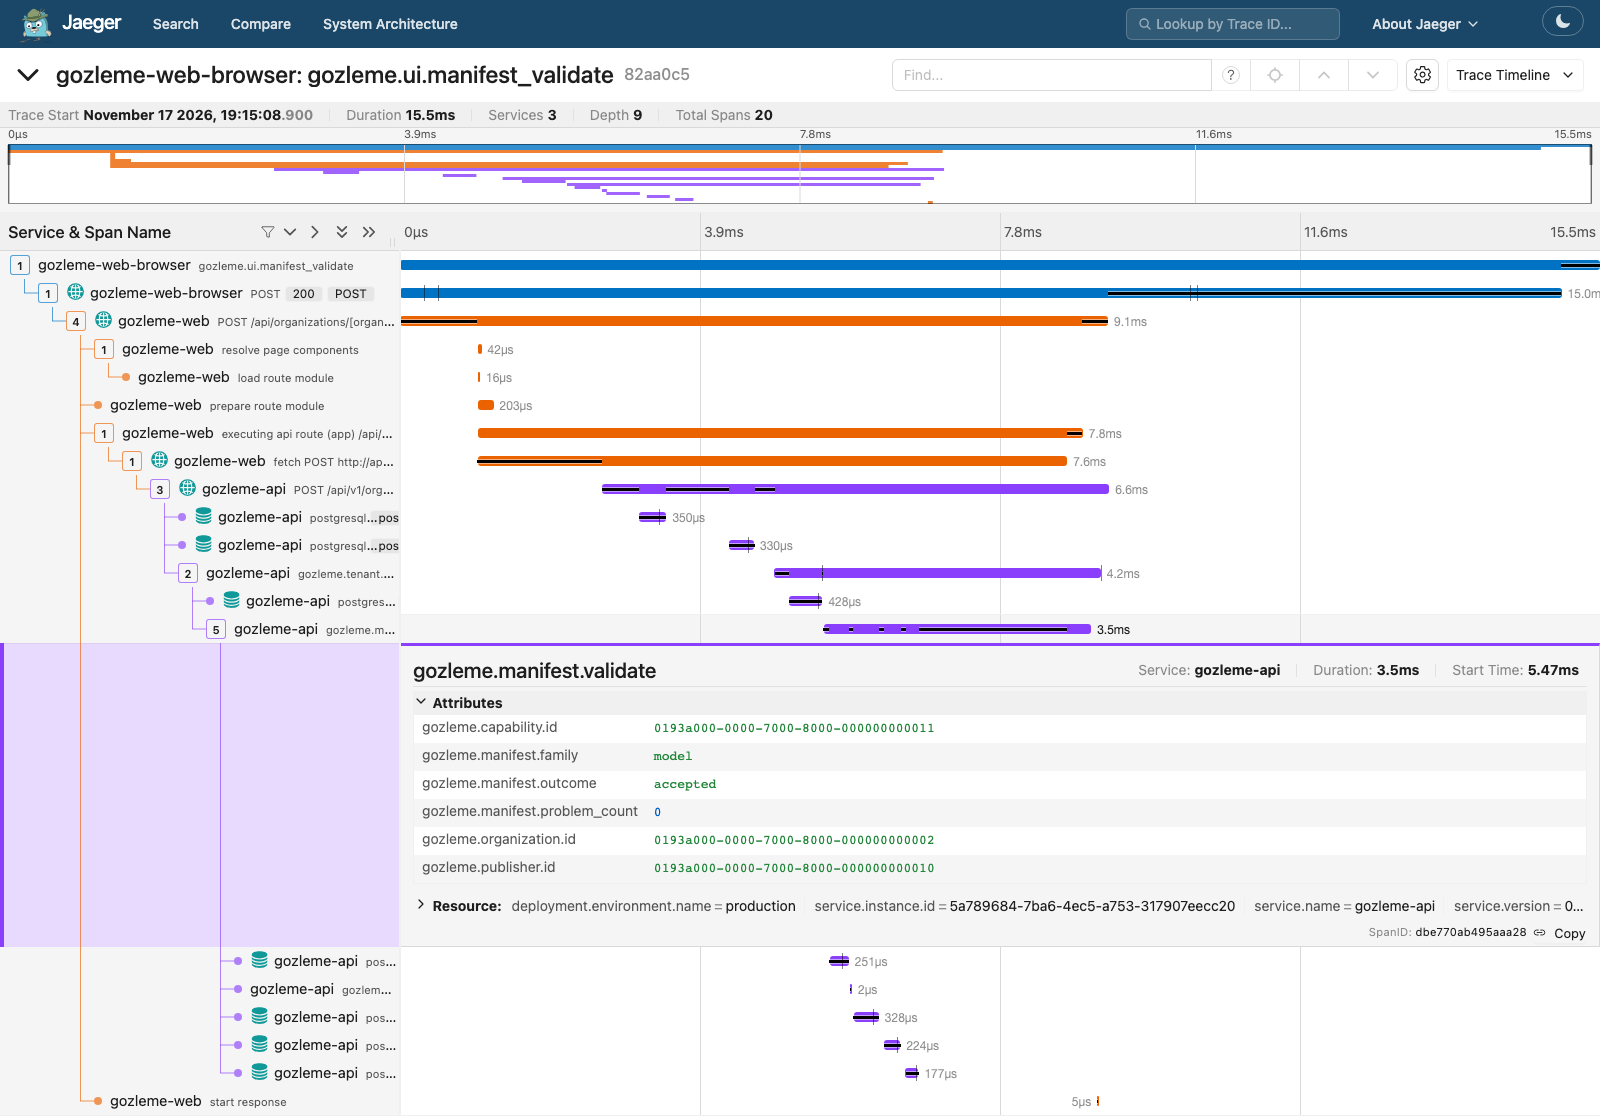 Jaeger Search Compare System Architecture Lookup by Trace ID... About Jaeger
gozleme-web-browser: gozleme.ui.manifest_validate 82aa0c5 Find... ? Trace Timeline
Trace Start November 17 2026, 19:15:08.900 Duration 15.5ms Services 3 Depth 9 Total Spans 20
0µs 3.9ms 7.8ms 11.6ms 15.5ms
Service & Span Name 0µs 3.9ms 7.8ms 11.6ms 15.5ms
1 gozleme-web-browser gozleme.ui.manifest_validate
1 gozleme-web-browser POST 200 POST 15.0m
4 gozleme-web POST /api/organizations/[organ... 9.1ms
1 gozleme-web resolve page components 42µs
gozleme-web load route module 16µs
gozleme-web prepare route module 203µs
1 gozleme-web executing api route (app) /api/... 7.8ms
1 gozleme-web fetch POST http://ap... 7.6ms
3 gozleme-api POST /api/v1/org... 6.6ms
gozleme-api postgresql...pos 350µs
gozleme-api postgresql...pos 330µs
2 gozleme-api gozleme.tenant.... 4.2ms
gozleme-api postgres... 428µs
5 gozleme-api gozleme.m... 3.5ms
gozleme.manifest.validate Service: gozleme-api Duration: 3.5ms Start Time: 5.47ms
Attributes
gozleme.capability.id 0193a000-0000-7000-8000-000000000011
gozleme.manifest.family model
gozleme.manifest.outcome accepted
gozleme.manifest.problem_count 0
gozleme.organization.id 0193a000-0000-7000-8000-000000000002
gozleme.publisher.id 0193a000-0000-7000-8000-000000000010
Resource: deployment.environment.name = production service.instance.id = 5a789684-7ba6-4ec5-a753-317907eecc20 service.name = gozleme-api service.version = 0...
SpanID: dbe770ab495aaa28 Copy
gozleme-api pos... 251µs
gozleme-api gozlem... 2µs
gozleme-api pos... 328µs
gozleme-api pos... 224µs
gozleme-api pos... 177µs
gozleme-web start response 5µs